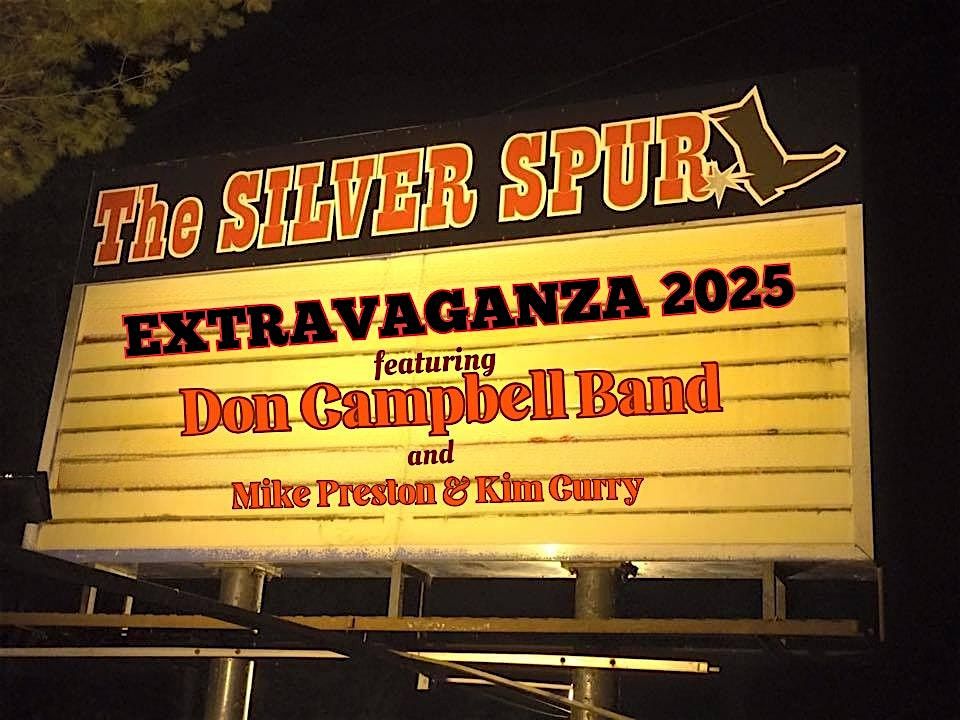 The SILVER SPUR
EXTRAVAGANZA 2025
featuring
Don Campbell Band
and
Mike Preston & Kim Curry